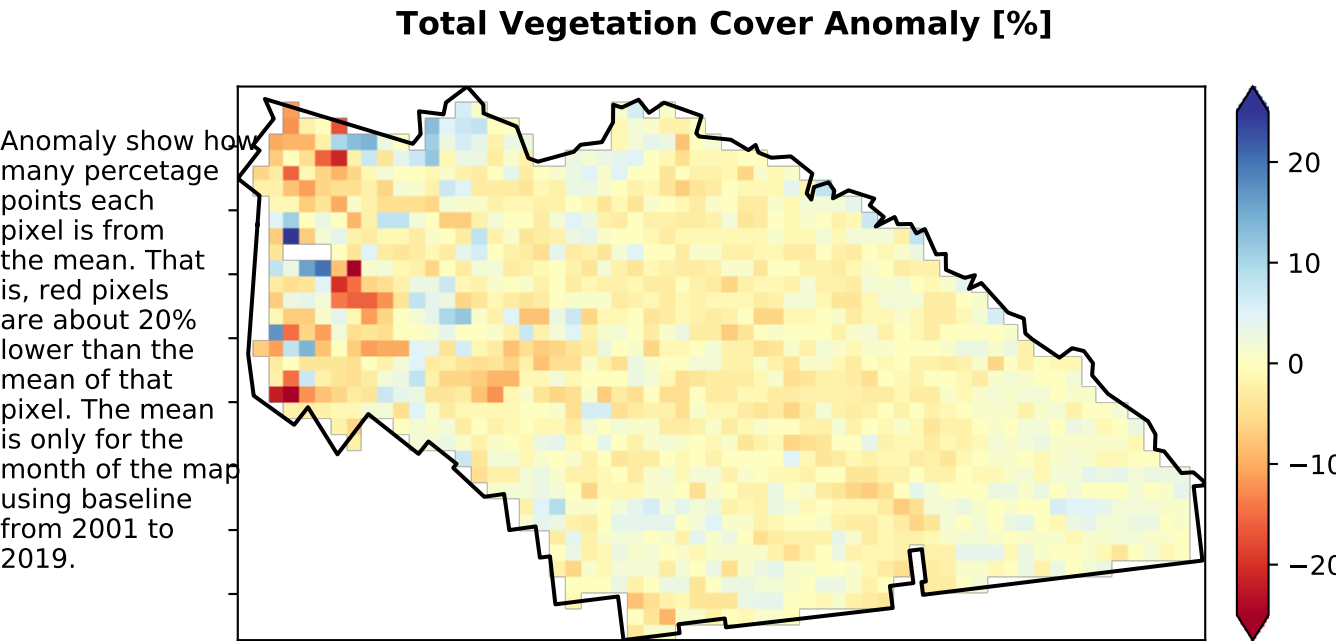 Total Vegetation Cover Anomaly [%]
Anomaly show how
many percetage
points each
pixel is from
the mean. That
is, red pixels
are about 20%
lower than the
mean of that
pixel. The mean
is only for the
month of the map
using baseline
from 2001 to
2019.
20
10
0
−10
−20